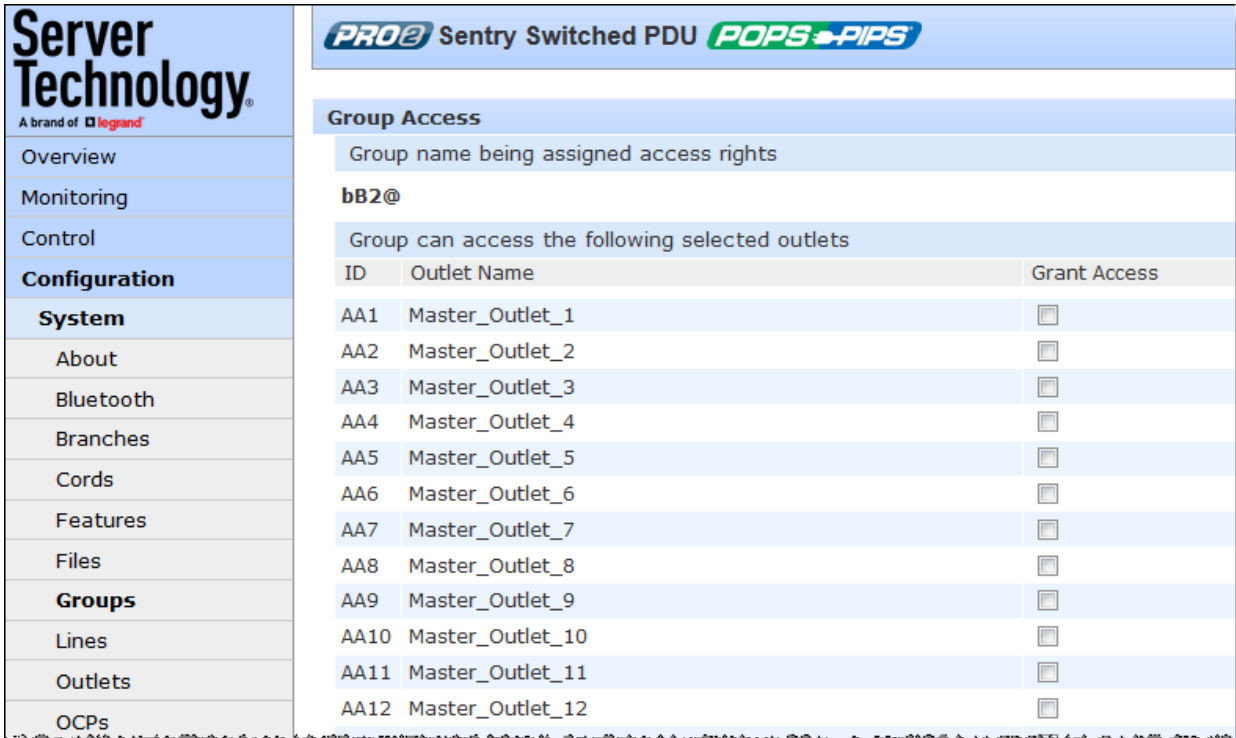 Server
Technology®
A brand of legrand®
Overview
Monitoring
Control
Configuration
System
About
Bluetooth
Branches
Cords
Features
Files
Groups
Lines
Outlets
OCPs
PRO2 Sentry Switched PDU POPS PIPS®
Group Access
Group name being assigned access rights
bB2@
Group can access the following selected outlets
ID Outlet Name Grant Access
AA1 Master_Outlet_1
AA2 Master_Outlet_2
AA3 Master_Outlet_3
AA4 Master_Outlet_4
AA5 Master_Outlet_5
AA6 Master_Outlet_6
AA7 Master_Outlet_7
AA8 Master_Outlet_8
AA9 Master_Outlet_9
AA10 Master_Outlet_10
AA11 Master_Outlet_11
AA12 Master_Outlet_12